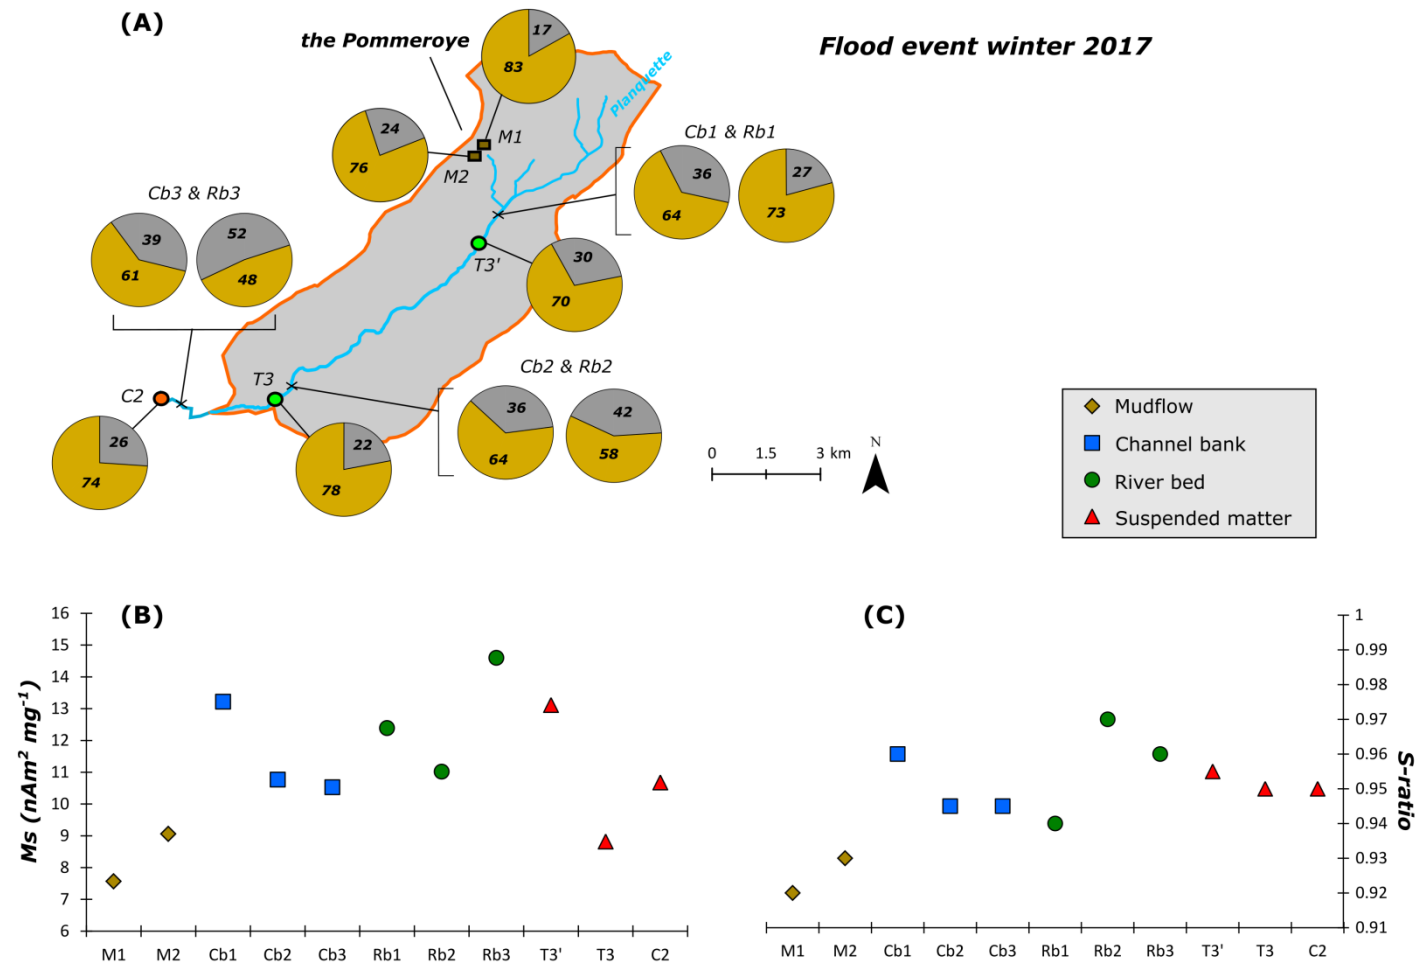 (A)
the Pommeroye
Flood event winter 2017
17
83
Planquette
24
76
M1
M2
Cb1 & Rb1
36
64
27
73
Cb3 & Rb3
39
61
52
48
T3'
30
70
Cb2 & Rb2
C2
T3
36
64
42
58
26
74
22
78
0 1.5 3 km
N
Mudflow
Channel bank
River bed
Suspended matter
(B)
16
15
14
13
12
11
10
9
8
7
6
Ms (nAm² mg⁻¹)
M1 M2 Cb1 Cb2 Cb3 Rb1 Rb2 Rb3 T3' T3 C2
(C)
1
0.99
0.98
0.97
0.96
0.95
0.94
0.93
0.92
0.91
S-ratio
M1 M2 Cb1 Cb2 Cb3 Rb1 Rb2 Rb3 T3' T3 C2